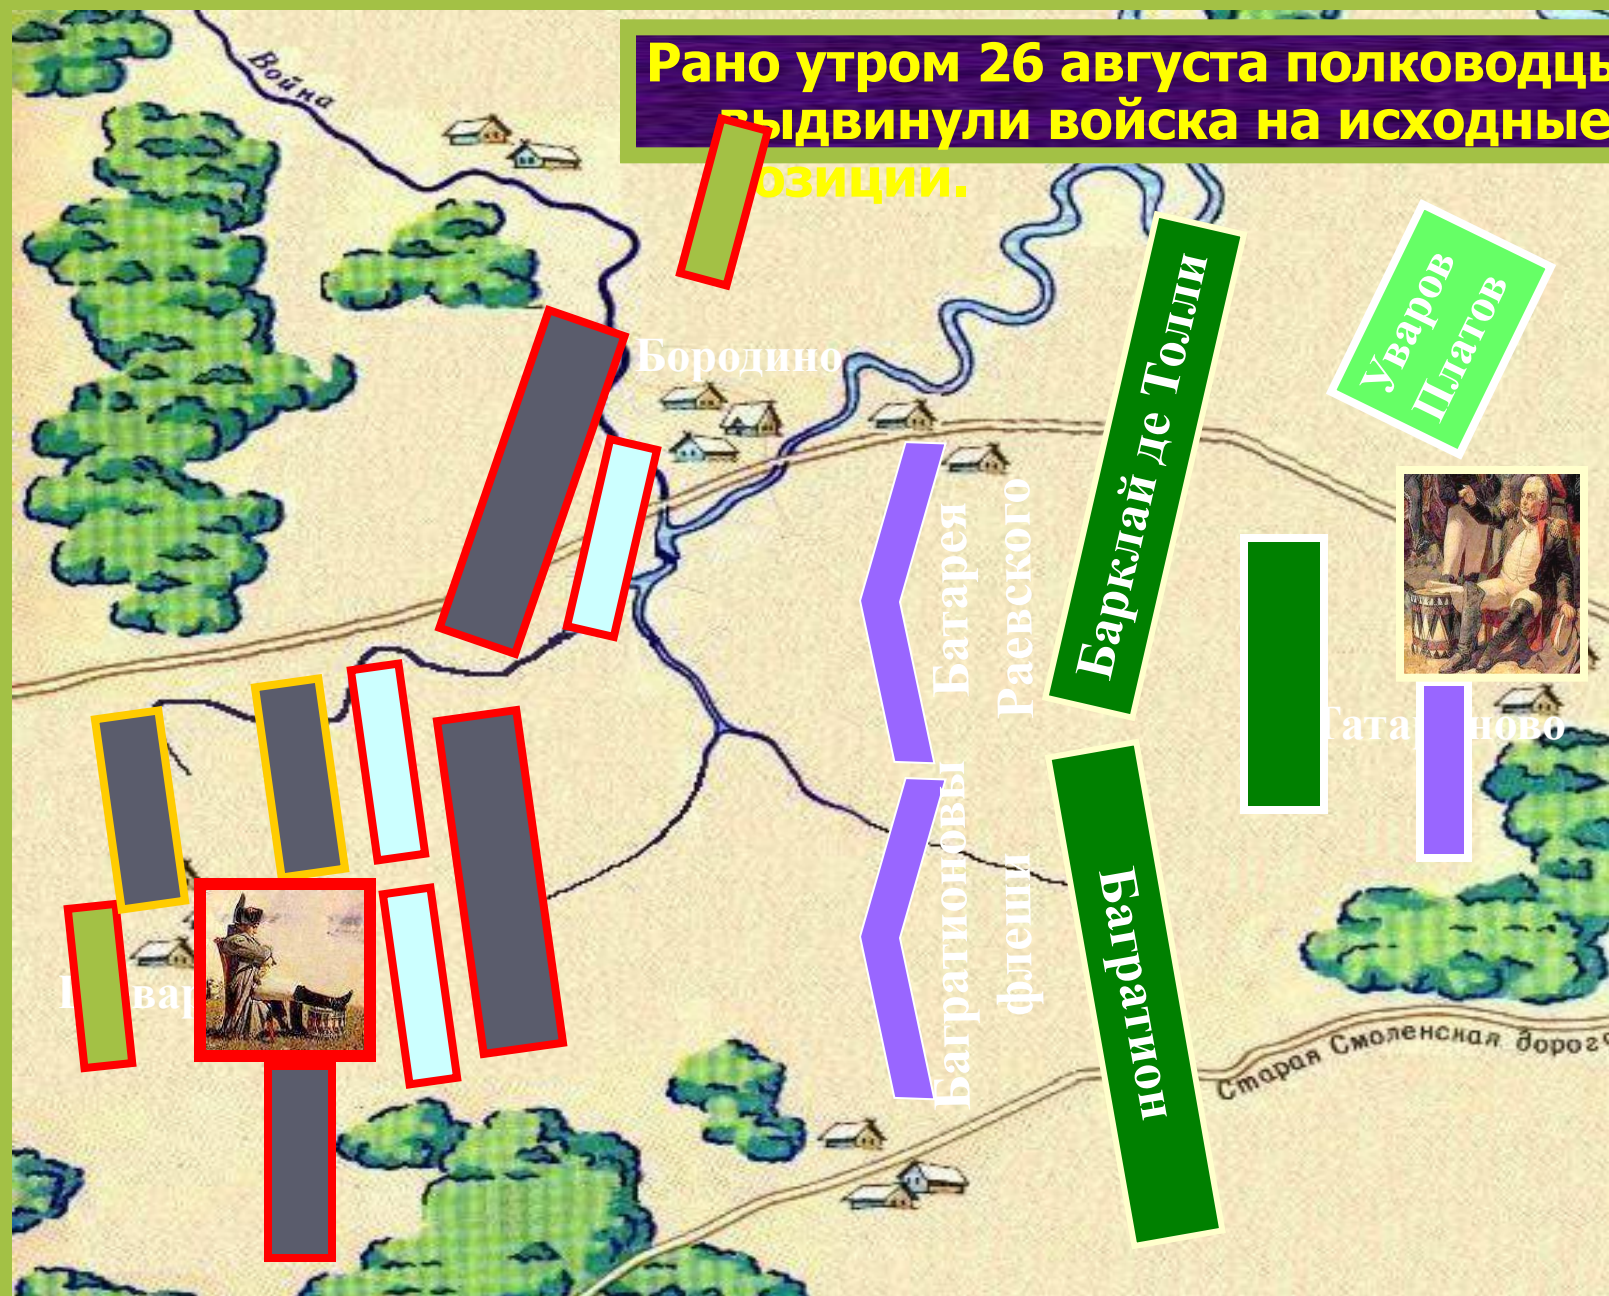 Рано утром 26 августа полководцы
выдвинули войска на исходные
озиции.
Война
Бородино
Уваров
Платов
Барклай де Толли
Батарея
Раевского
Багратионовы
флеши
Багратион
Старая Смоленская дорога